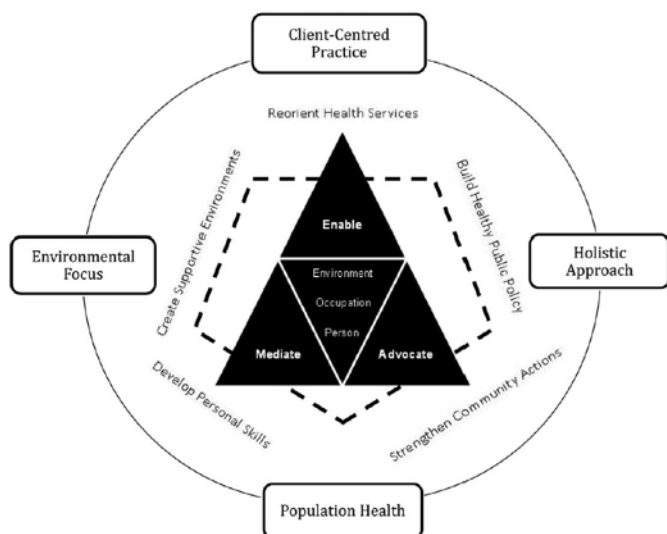 Client-Centred
Practice
Reorient Health Services
Create Supportive Environments
Build Healthy Public Policy
Enable
Environmental
Focus
Holistic
Approach
Environment
Occupation
Person
Mediate
Advocate
Develop Personal Skills
Strengthen Community Actions
Population Health